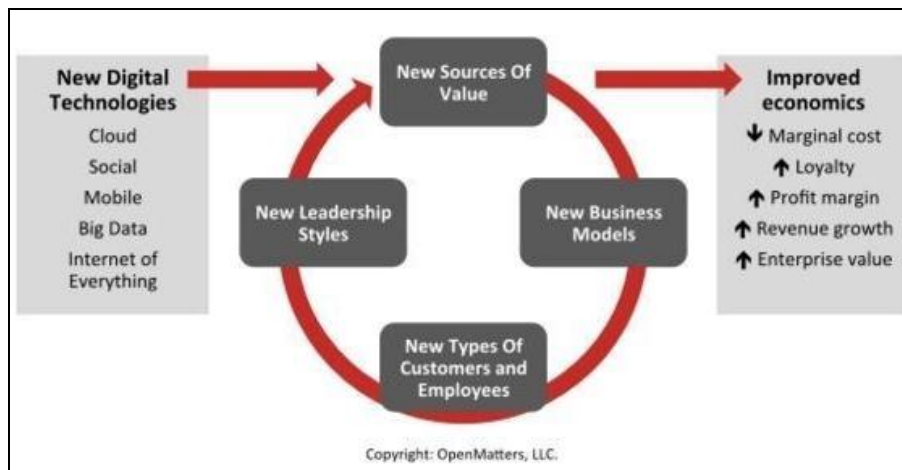 New Digital
Technologies
Cloud
Social
Mobile
Big Data
Internet of
Everything
New Sources Of
Value
New Leadership
Styles
New Business
Models
New Types Of
Customers and
Employees
Improved
economics
↓ Marginal cost
↑ Loyalty
↑ Profit margin
↑ Revenue growth
↑ Enterprise value
Copyright: OpenMatters, LLC.